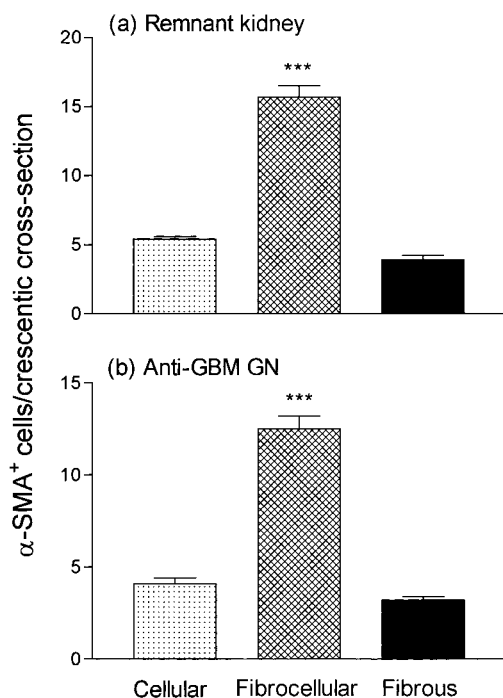 (a) Remnant kidney
20
15
10
5
0
***
α-SMA⁺ cells/crescentic cross-section
(b) Anti-GBM GN
15
10
5
0
***
Cellular Fibrocellular Fibrous